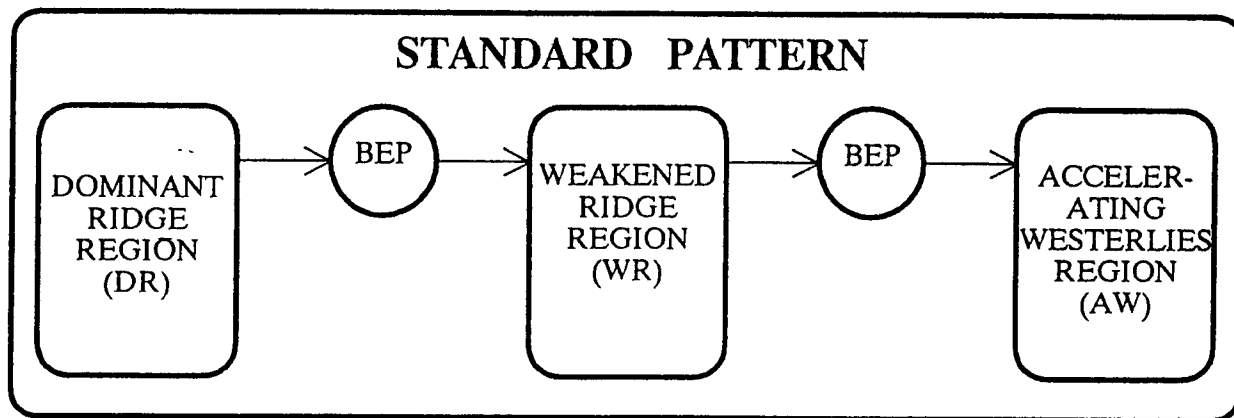 STANDARD PATTERN
DOMINANT
RIDGE
REGION
(DR)
BEP
WEAKENED
RIDGE
REGION
(WR)
BEP
ACCELER-
ATING
WESTERLIES
REGION
(AW)